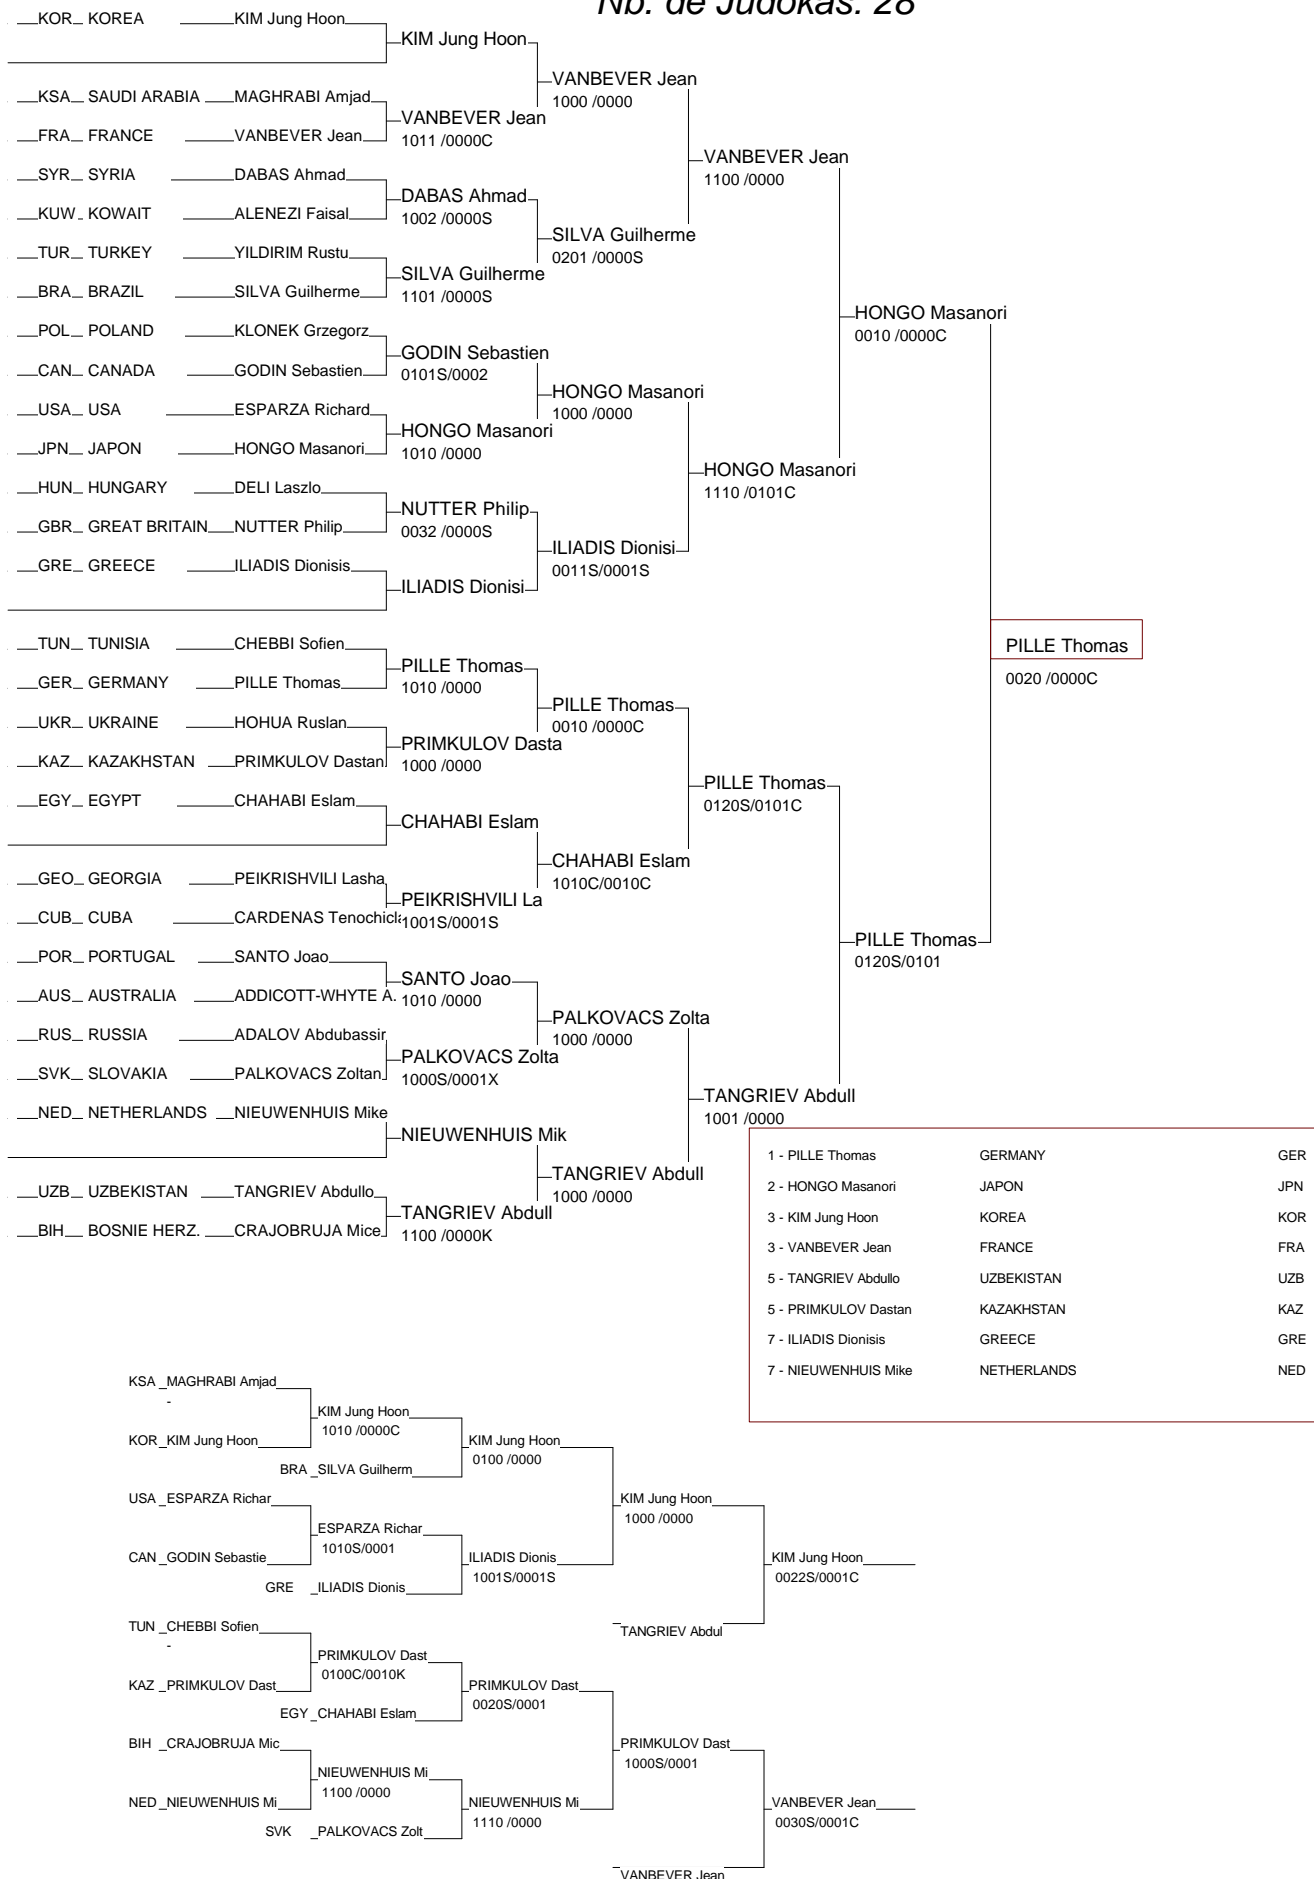 Nb. de Judokas: 28
KOR KOREA KIM Jung Hoon
KIM Jung Hoon
VANBEVER Jean
1000 /0000
KSA SAUDI ARABIA MAGHRABI Amjad
VANBEVER Jean
1011 /0000C
FRA FRANCE VANBEVER Jean
VANBEVER Jean
1100 /0000
SYR SYRIA DABAS Ahmad
DABAS Ahmad
1002 /0000S
KUW KOWAIT ALENEZI Faisal
SILVA Guilherme
0201 /0000S
TUR TURKEY YILDIRIM Rustu
SILVA Guilherme
1101 /0000S
BRA BRAZIL SILVA Guilherme
HONGO Masanori
0010 /0000C
POL POLAND KLONEK Grzegorz
GODIN Sebastien
0101S/0002
CAN CANADA GODIN Sebastien
HONGO Masanori
1000 /0000
USA USA ESPARZA Richard
HONGO Masanori
1010 /0000
JPN JAPON HONGO Masanori
HONGO Masanori
1110 /0101C
HUN HUNGARY DELI Laszlo
NUTTER Philip
0032 /0000S
GBR GREAT BRITAIN NUTTER Philip
ILIADIS Dionisi
0011S/0001S
GRE GREECE ILIADIS Dionisis
ILIADIS Dionisi
PILLE Thomas
0020 /0000C
TUN TUNISIA CHEBBI Sofien
PILLE Thomas
1010 /0000
GER GERMANY PILLE Thomas
PILLE Thomas
0010 /0000C
UKR UKRAINE HOHUA Ruslan
PRIMKULOV Dasta
1000 /0000
KAZ KAZAKHSTAN PRIMKULOV Dastan
PILLE Thomas
0120S/0101C
EGY EGYPT CHAHABI Eslam
CHAHABI Eslam
CHAHABI Eslam
1010C/0010C
GEO GEORGIA PEIKRISHVILI Lasha
PEIKRISHVILI La
1001S/0001S
CUB CUBA CARDENAS Tenochicla
PILLE Thomas
0120S/0101
POR PORTUGAL SANTO Joao
SANTO Joao
1010 /0000
AUS AUSTRALIA ADDICOTT-WHYTE A.
PALKOVACS Zolta
1000 /0000
RUS RUSSIA ADALOV Abdubassir
PALKOVACS Zolta
1000S/0001X
SVK SLOVAKIA PALKOVACS Zoltan
TANGRIEV Abdull
1001 /0000
NED NETHERLANDS NIEUWENHUIS Mike
NIEUWENHUIS Mik
TANGRIEV Abdull
1000 /0000
UZB UZBEKISTAN TANGRIEV Abdullo
TANGRIEV Abdull
1100 /0000K
BIH BOSNIE HERZ. CRAJOBRUJA Mice
1 - PILLE Thomas GERMANY GER
2 - HONGO Masanori JAPON JPN
3 - KIM Jung Hoon KOREA KOR
3 - VANBEVER Jean FRANCE FRA
5 - TANGRIEV Abdullo UZBEKISTAN UZB
5 - PRIMKULOV Dastan KAZAKHSTAN KAZ
7 - ILIADIS Dionisis GREECE GRE
7 - NIEUWENHUIS Mike NETHERLANDS NED
KSA MAGHRABI Amjad
-
KIM Jung Hoon
1010 /0000C
KOR KIM Jung Hoon
KIM Jung Hoon
0100 /0000
BRA SILVA Guilherm
USA ESPARZA Richar
KIM Jung Hoon
1000 /0000
ESPARZA Richar
1010S/0001
CAN GODIN Sebastie
ILIADIS Dionis
1001S/0001S
KIM Jung Hoon
0022S/0001C
GRE ILIADIS Dionis
TUN CHEBBI Sofien
-
TANGRIEV Abdul
PRIMKULOV Dast
0100C/0010K
KAZ PRIMKULOV Dast
PRIMKULOV Dast
0020S/0001
EGY CHAHABI Eslam
BIH CRAJOBRUJA Mic
PRIMKULOV Dast
1000S/0001
NIEUWENHUIS Mi
1100 /0000
NED NIEUWENHUIS Mi
NIEUWENHUIS Mi
1110 /0000
VANBEVER Jean
0030S/0001C
SVK PALKOVACS Zolt
VANBEVER Jean